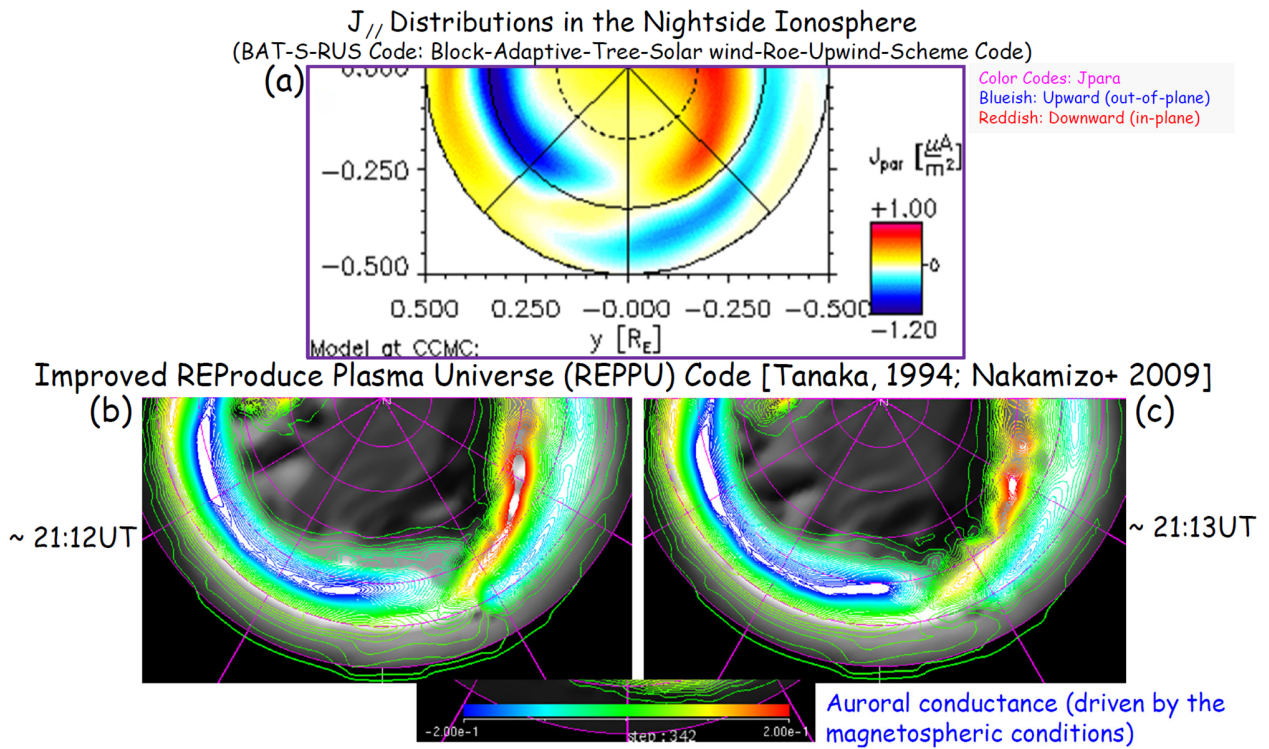 J// Distributions in the Nightside Ionosphere
(BAT-S-RUS Code: Block-Adaptive-Tree-Solar wind-Roe-Upwind-Scheme Code)
(a)
Color Codes: Jpara
Blueish: Upward (out-of-plane)
Reddish: Downward (in-plane)
0.000
−0.250
−0.500
0.500 0.250 −0.000 −0.250 −0.500
y [RE]
Model at CCMC:
Jpar [μA/m2]
+1.00
0
−1.20
Improved REProduce Plasma Universe (REPPU) Code [Tanaka, 1994; Nakamizo+ 2009]
(b)
(c)
~ 21:12UT
~ 21:13UT
-2.00e-1
2.00e-1
step : 342
Auroral conductance (driven by the
magnetospheric conditions)